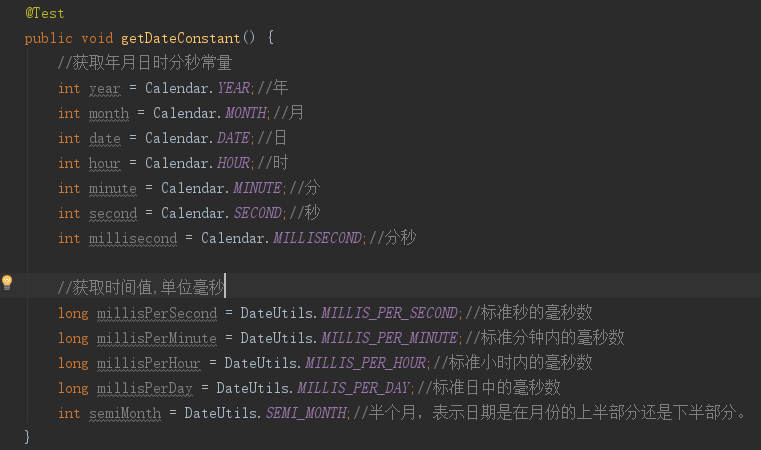 @Test
public void getDateConstant() {
//获取年月日时分秒常量
int year = Calendar.YEAR;//年
int month = Calendar.MONTH;//月
int date = Calendar.DATE;//日
int hour = Calendar.HOUR;//时
int minute = Calendar.MINUTE;//分
int second = Calendar.SECOND;//秒
int millisecond = Calendar.MILLISECOND;//分秒
//获取时间值,单位毫秒
long millisPerSecond = DateUtils.MILLIS_PER_SECOND;//标准秒的毫秒数
long millisPerMinute = DateUtils.MILLIS_PER_MINUTE;//标准分钟内的毫秒数
long millisPerHour = DateUtils.MILLIS_PER_HOUR;//标准小时内的毫秒数
long millisPerDay = DateUtils.MILLIS_PER_DAY;//标准日中的毫秒数
int semiMonth = DateUtils.SEMI_MONTH;//半个月，表示日期是在月份的上半部分还是下半部分。
}